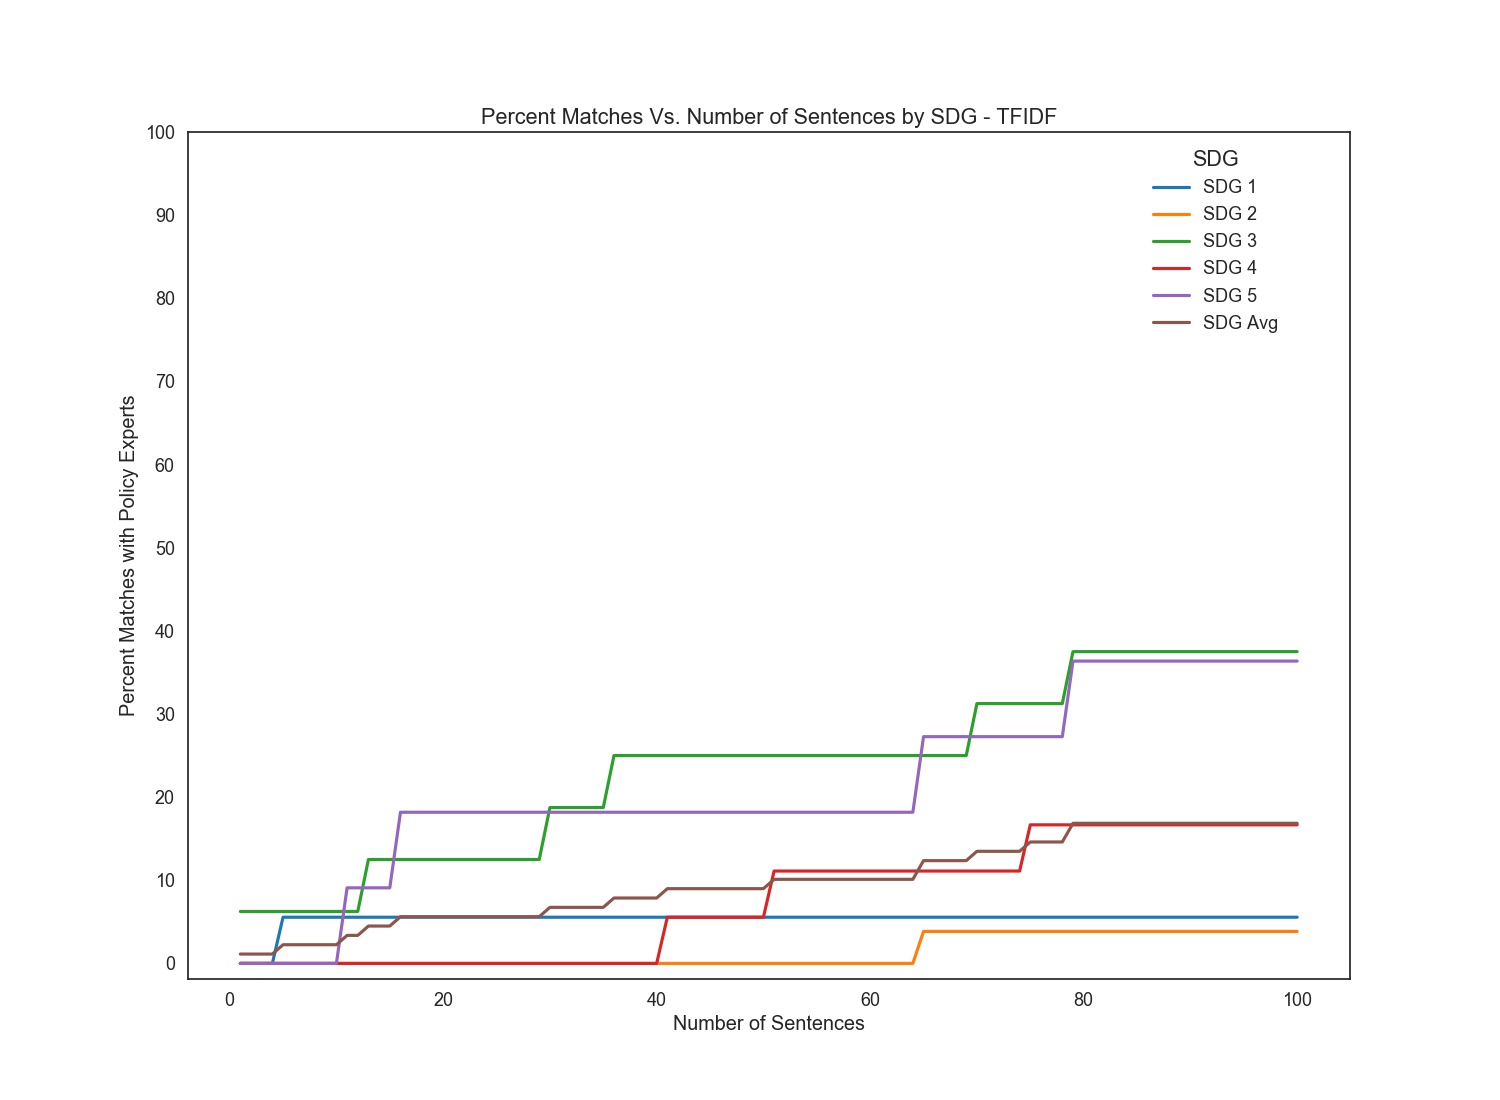 Percent Matches Vs. Number of Sentences by SDG - TFIDF
100
90
80
70
60
50
40
30
20
10
0
Percent Matches with Policy Experts
SDG
SDG 1
SDG 2
SDG 3
SDG 4
SDG 5
SDG Avg
0 20 40 60 80 100
Number of Sentences